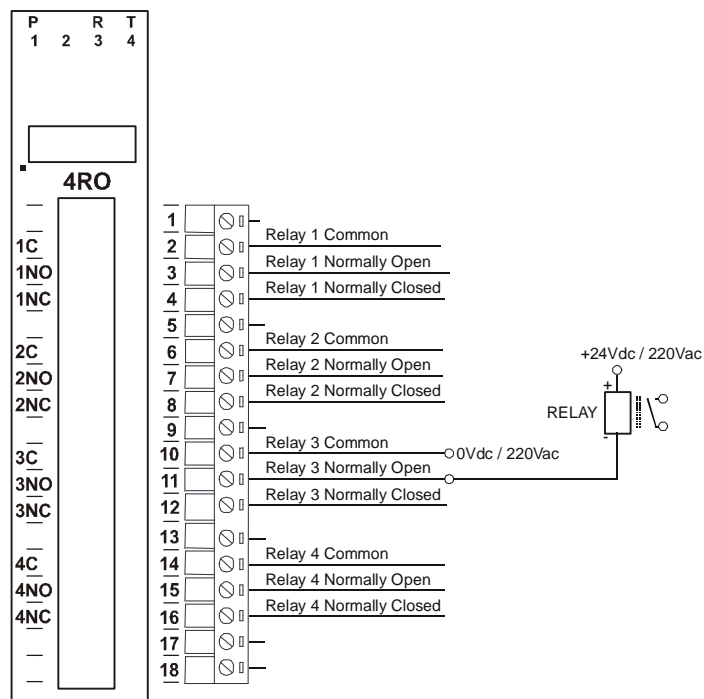 P R T
1 2 3 4
4RO
1
2 Relay 1 Common
1C
3 Relay 1 Normally Open
1NO
4 Relay 1 Normally Closed
1NC
5
6 Relay 2 Common
2C
7 Relay 2 Normally Open
2NO
8 Relay 2 Normally Closed
2NC
9
10 Relay 3 Common 0Vdc / 220Vac
3C
11 Relay 3 Normally Open
3NO
12 Relay 3 Normally Closed
3NC
13
14 Relay 4 Common
4C
15 Relay 4 Normally Open
4NO
16 Relay 4 Normally Closed
4NC
17
18
+24Vdc / 220Vac
+
RELAY
-